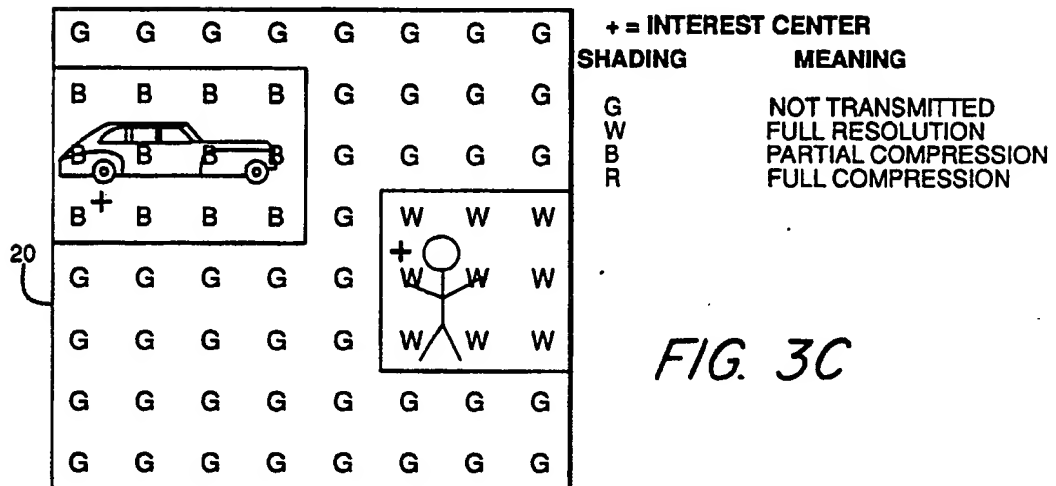 G G G G G G G G
+ = INTEREST CENTER
SHADING MEANING
B B B B G G G G
G NOT TRANSMITTED
W FULL RESOLUTION
B B B B G G G G
B PARTIAL COMPRESSION
R FULL COMPRESSION
B + B B B G W W W
20
+
G G G G G W W W
G G G G G W W W
FIG. 3C
G G G G G G G G
G G G G G G G G